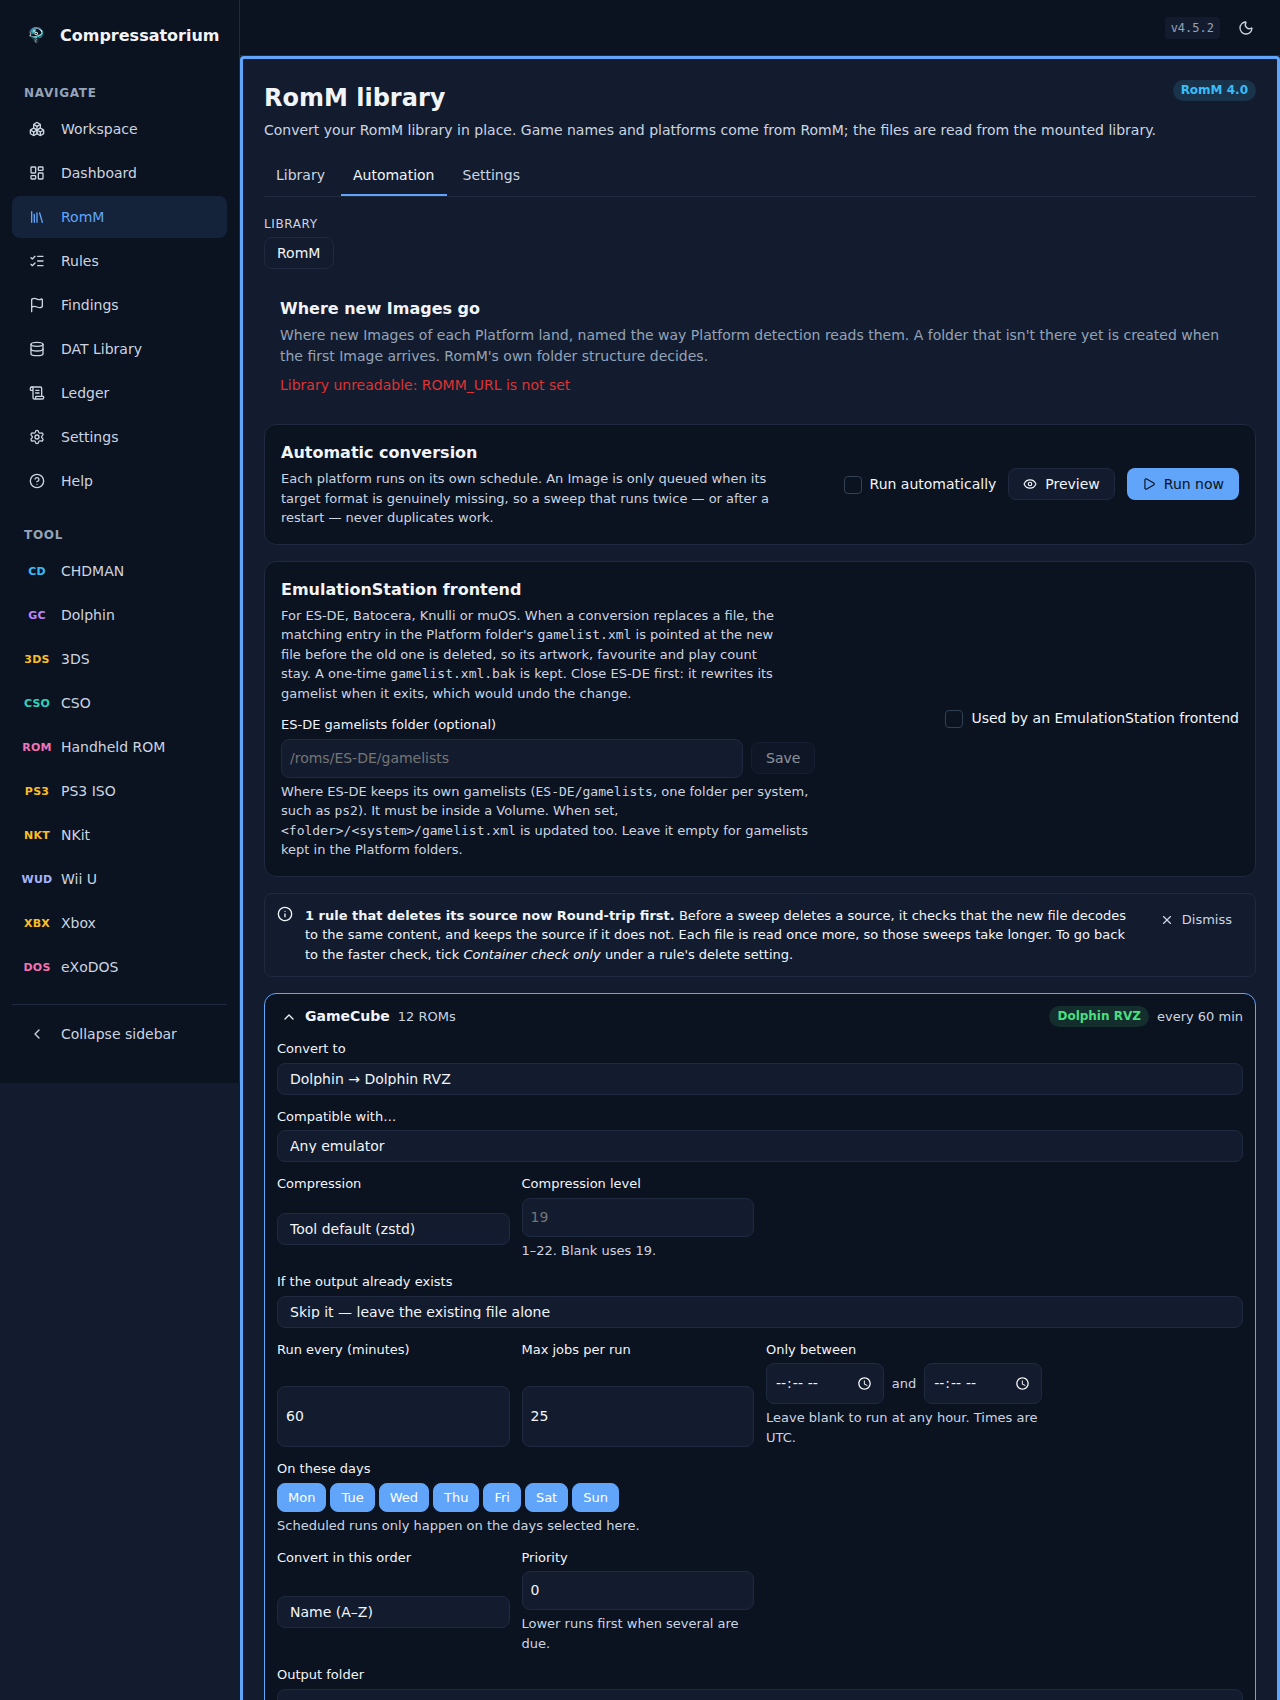 Compressatorium
v4.5.2
NAVIGATE
Workspace
Dashboard
RomM
Rules
Findings
DAT Library
Ledger
Settings
Help
TOOL
CD CHDMAN
GC Dolphin
3DS 3DS
CSO CSO
ROM Handheld ROM
PS3 PS3 ISO
NKT NKit
WUD Wii U
XBX Xbox
DOS eXoDOS
Collapse sidebar
RomM library
RomM 4.0
Convert your RomM library in place. Game names and platforms come from RomM; the files are read from the mounted library.
Library Automation Settings
LIBRARY
RomM
Where new Images go
Where new Images of each Platform land, named the way Platform detection reads them. A folder that isn't there yet is created when
the first Image arrives. RomM's own folder structure decides.
Library unreadable: ROMM_URL is not set
Automatic conversion
Each platform runs on its own schedule. An Image is only queued when its
target format is genuinely missing, so a sweep that runs twice — or after a
restart — never duplicates work.
Run automatically Preview Run now
EmulationStation frontend
For ES-DE, Batocera, Knulli or muOS. When a conversion replaces a file, the
matching entry in the Platform folder's gamelist.xml is pointed at the new
file before the old one is deleted, so its artwork, favourite and play count
stay. A one-time gamelist.xml.bak is kept. Close ES-DE first: it rewrites its
gamelist when it exits, which would undo the change.
ES-DE gamelists folder (optional)
/roms/ES-DE/gamelists
Save
Where ES-DE keeps its own gamelists (ES-DE/gamelists, one folder per system,
such as ps2). It must be inside a Volume. When set,
<folder>/<system>/gamelist.xml is updated too. Leave it empty for gamelists
kept in the Platform folders.
Used by an EmulationStation frontend
1 rule that deletes its source now Round-trip first. Before a sweep deletes a source, it checks that the new file decodes
to the same content, and keeps the source if it does not. Each file is read once more, so those sweeps take longer. To go back
to the faster check, tick Container check only under a rule's delete setting.
Dismiss
GameCube 12 ROMs
Dolphin RVZ every 60 min
Convert to
Dolphin → Dolphin RVZ
Compatible with…
Any emulator
Compression
Tool default (zstd)
Compression level
19
1–22. Blank uses 19.
If the output already exists
Skip it — leave the existing file alone
Run every (minutes)
60
Max jobs per run
25
Only between
--:-- -- and --:-- --
Leave blank to run at any hour. Times are
UTC.
On these days
Mon Tue Wed Thu Fri Sat Sun
Scheduled runs only happen on the days selected here.
Convert in this order
Name (A–Z)
Priority
0
Lower runs first when several are
due.
Output folder